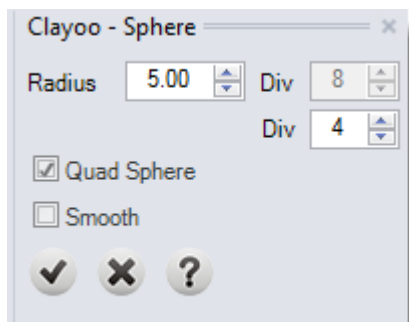 Clayoo - Sphere
Radius 5.00 Div 8
Div 4
Quad Sphere
Smooth
?